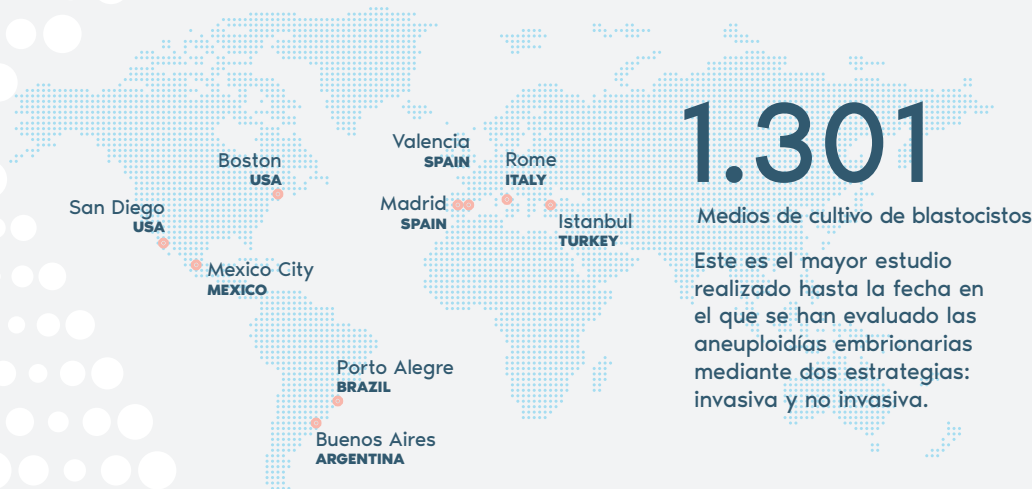 Boston
USA
San Diego
USA
Mexico City
MEXICO
Porto Alegre
BRAZIL
Buenos Aires
ARGENTINA
Valencia
SPAIN
Madrid
SPAIN
Rome
ITALY
Istanbul
TURKEY
1.301
Medios de cultivo de blastocistos
Este es el mayor estudio
realizado hasta la fecha en
el que se han evaluado las
aneuploidías embrionarias
mediante dos estrategias:
invasiva y no invasiva.